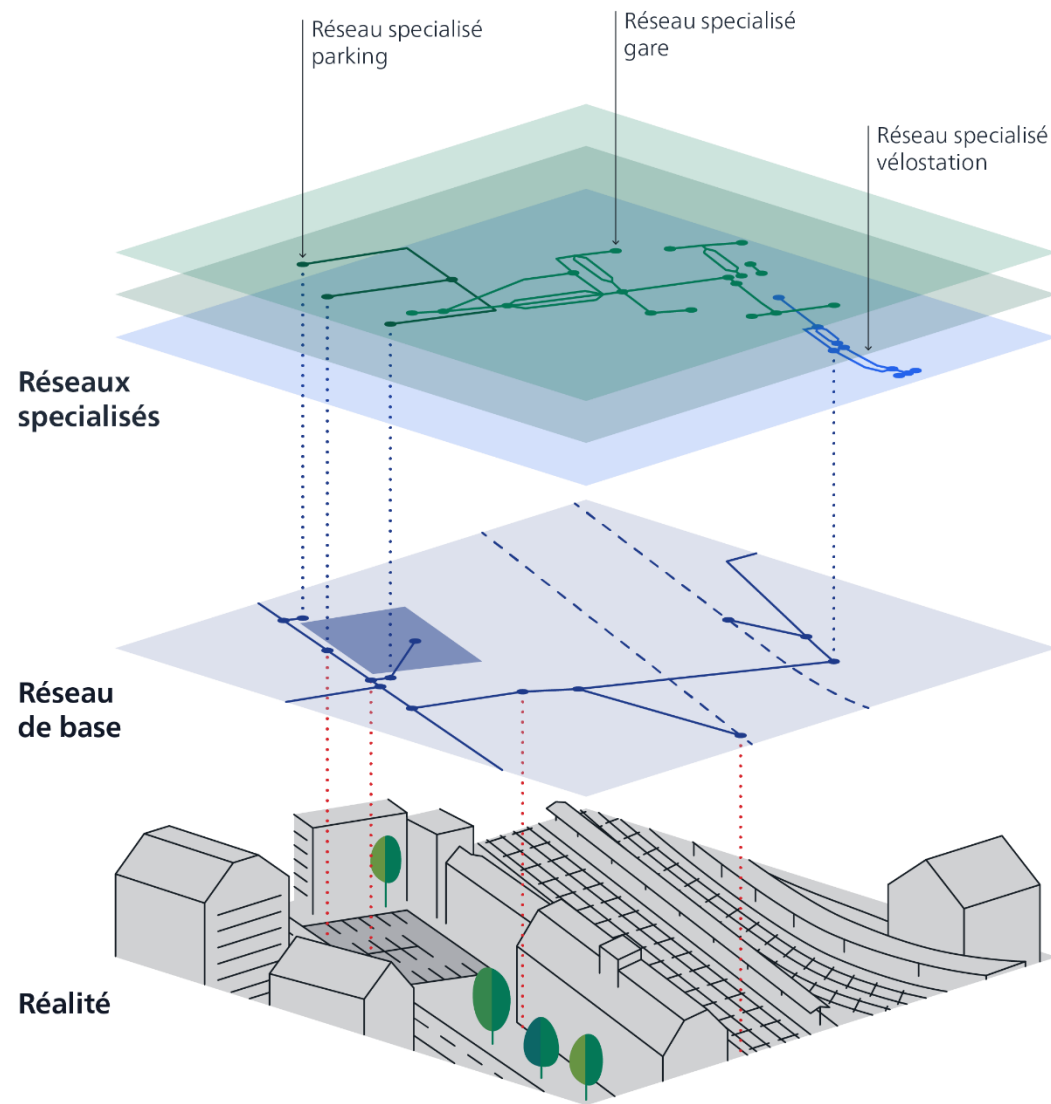 Réseau specialisé
parking
Réseau specialisé
gare
Réseau specialisé
vélostation
Réseaux
specialisés
Réseau
de base
Réalité